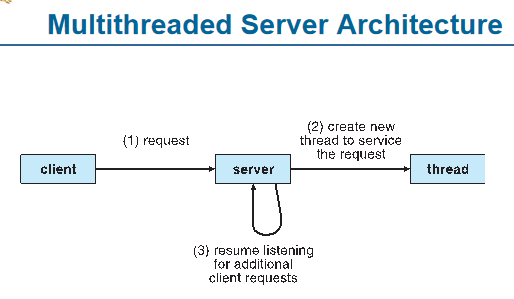 Multithreaded Server Architecture
(1) request
(2) create new
thread to service
the request
client
server
thread
(3) resume listening
for additional
client requests